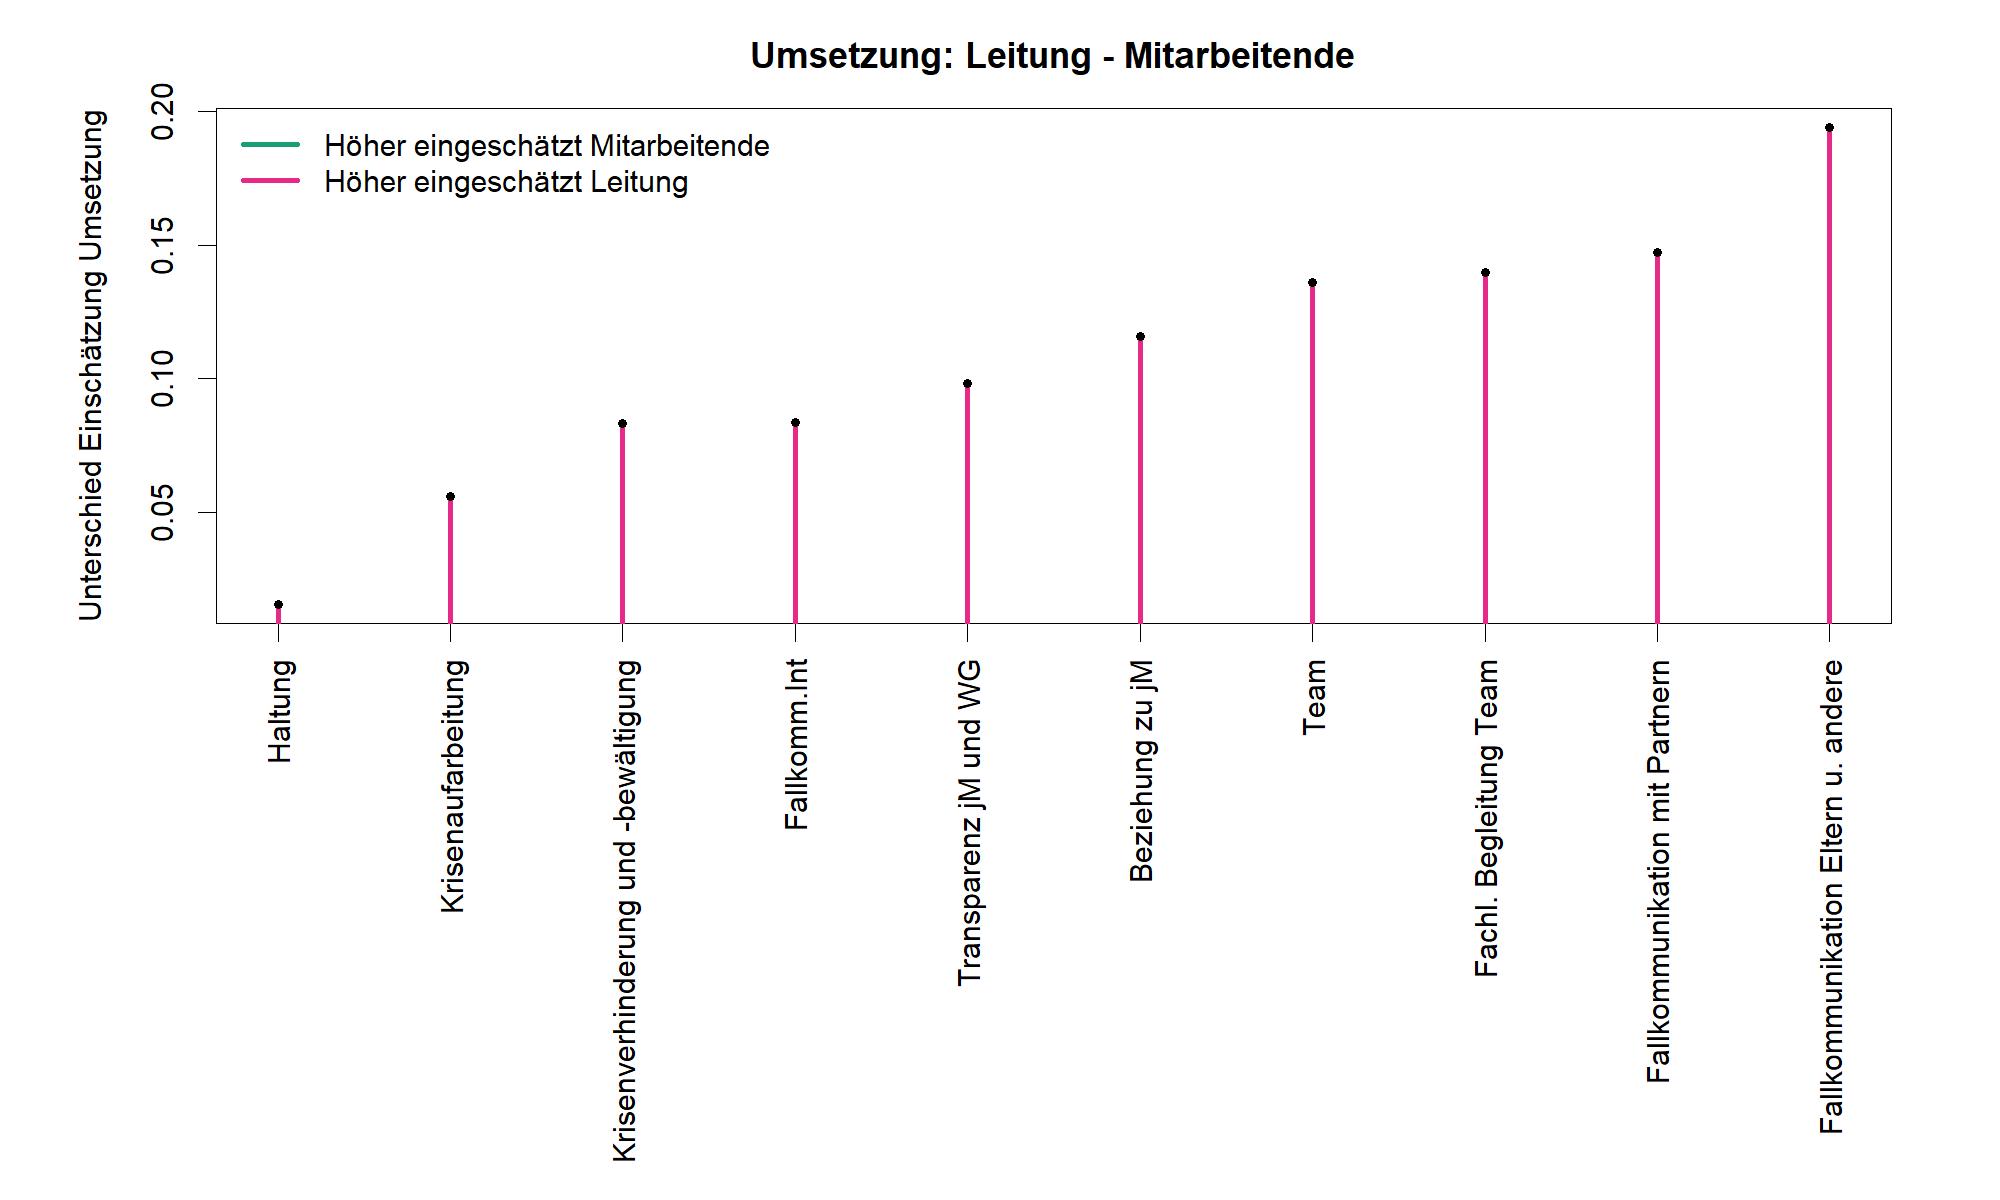 Umsetzung: Leitung - Mitarbeitende
Höher eingeschätzt Mitarbeitende
Höher eingeschätzt Leitung
Unterschied Einschätzung Umsetzung
0.20
0.15
0.10
0.05
Haltung
Krisenaufarbeitung
Krisenverhinderung und -bewältigung
Fallkomm.Int
Transparenz jM und WG
Beziehung zu jM
Team
Fachl. Begleitung Team
Fallkommunikation mit Partnern
Fallkommunikation Eltern u. andere